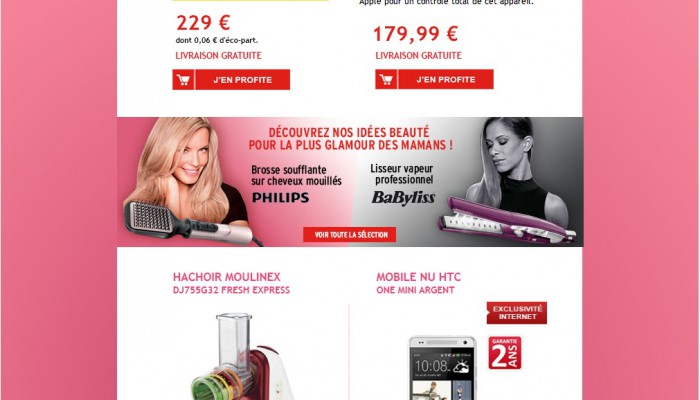 Apple pour un contrôle total de cet appareil.
229 €
dont 0,06 € d'éco-part.
LIVRAISON GRATUITE
J'EN PROFITE
179,99 €
LIVRAISON GRATUITE
J'EN PROFITE
DÉCOUVREZ NOS IDÉES BEAUTÉ
POUR LA PLUS GLAMOUR DES MAMANS !
Brosse soufflante
sur cheveux mouillés
PHILIPS
Lisseur vapeur
professionnel
BaByliss
VOIR TOUTE LA SÉLECTION
HACHOIR MOULINEX
DJ755G32 FRESH EXPRESS
MOBILE NU HTC
ONE MINI ARGENT
EXCLUSIVITÉ
INTERNET
GARANTIE
2 ANS
10:08